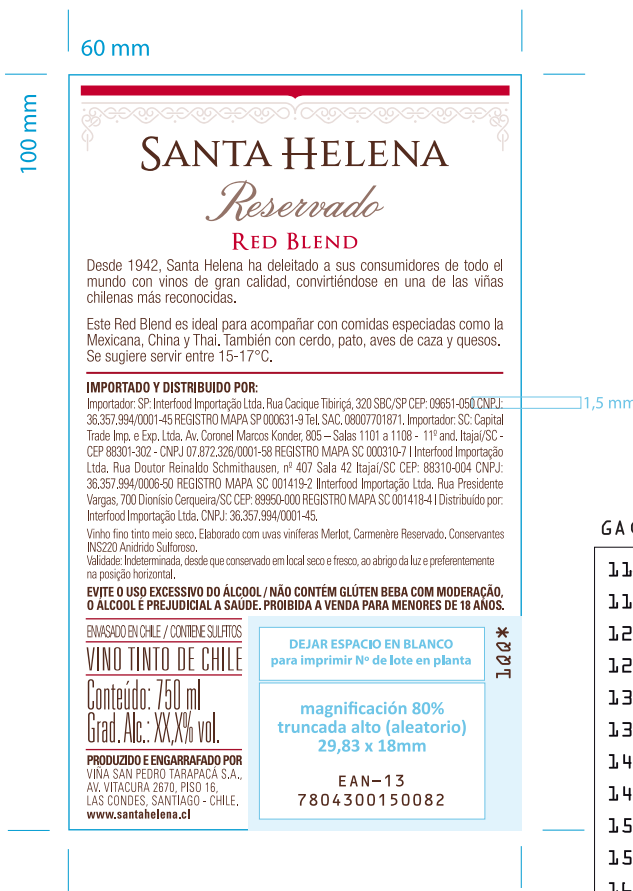 60 mm
100 mm
SANTA HELENA
Reservado
RED BLEND
Desde 1942, Santa Helena ha deleitado a sus consumidores de todo el
mundo con vinos de gran calidad, convirtiéndose en una de las viñas
chilenas más reconocidas.
Este Red Blend es ideal para acompañar con comidas especiadas como la
Mexicana, China y Thai. También con cerdo, pato, aves de caza y quesos.
Se sugiere servir entre 15-17°C.
IMPORTADO Y DISTRIBUIDO POR:
Importador: SP: Interfood Importação Ltda. Rua Cacique Tibiriçá, 320 SBC/SP CEP: 09651-050 CNPJ:
36.357.994/0001-45 REGISTRO MAPA SP 000631-9 Tel. SAC. 08007701871. Importador: SC: Capital
Trade Imp. e Exp. Ltda. Av. Coronel Marcos Konder, 805 – Salas 1101 a 1108 - 11º and. Itajaí/SC -
CEP 88301-302 - CNPJ 07.872.326/0001-58 REGISTRO MAPA SC 000310-7 I Interfood Importação
Ltda. Rua Doutor Reinaldo Schmithausen, nº 407 Sala 42 Itajaí/SC CEP: 88310-004 CNPJ:
36.357.994/0006-50 REGISTRO MAPA SC 001419-2 IInterfood Importação Ltda. Rua Presidente
Vargas, 700 Dionísio Cerqueira/SC CEP: 89950-000 REGISTRO MAPA SC 001418-4 I Distribuído por:
Interfood Importação Ltda. CNPJ: 36.357.994/0001-45.
1,5 mm
Vinho fino tinto meio seco. Elaborado com uvas viníferas Merlot, Carmenère Reservado. Conservantes
INS220 Anidrido Sulforoso.
Validade: Indeterminada, desde que conservado em local seco e fresco, ao abrigo da luz e preferentemente
na posição horizontal.
EVITE O USO EXCESSIVO DO ÁLCOOL / NÃO CONTÉM GLÚTEN BEBA COM MODERAÇÃO,
O ÁLCOOL É PREJUDICIAL A SAÚDE. PROIBIDA A VENDA PARA MENORES DE 18 ANOS.
ENVASADO EN CHILE / CONTIENE SULFITOS
VINO TINTO DE CHILE
Conteúdo: 750 ml
Grad. Alc.: XX,X% vol.
PRODUZIDO E ENGARRAFADO POR
VIÑA SAN PEDRO TARAPACÁ S.A.,
AV. VITACURA 2670, PISO 16,
LAS CONDES, SANTIAGO - CHILE.
www.santahelena.cl
DEJAR ESPACIO EN BLANCO
para imprimir Nº de lote en planta
100*
magnificación 80%
truncada alto (aleatorio)
29,83 x 18mm
EAN-13
7804300150082
11
11
12
12
13
13
14
14
15
15